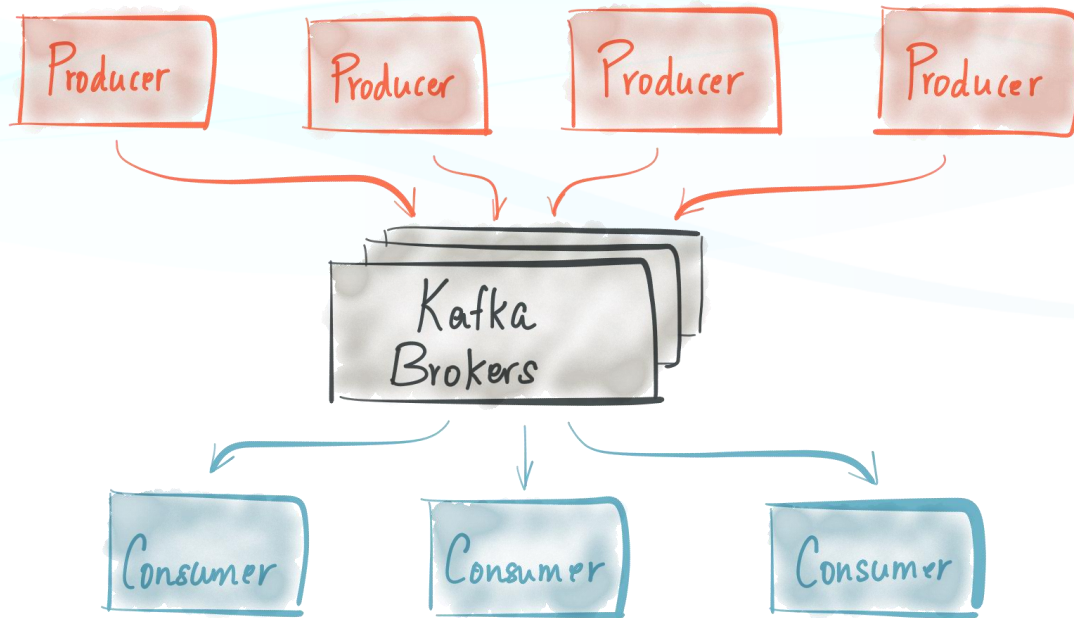 Producer
Producer
Producer
Producer
Kafka
Brokers
Consumer
Consumer
Consumer